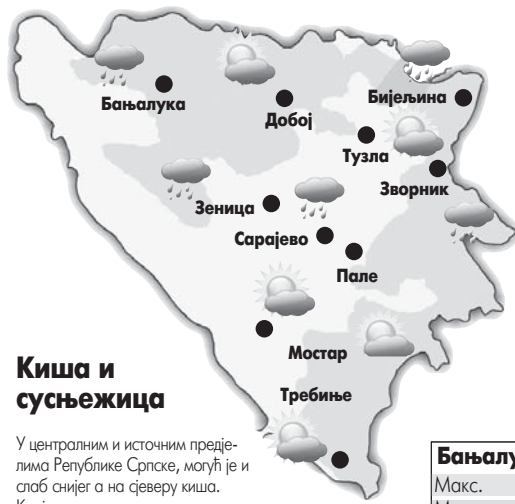 Бањалука
Добој
Бијељина
Тузла
Зворник
Зеница
Сарајево
Пале
Мостар
Требиње
Киша и
сусњежица
У централним и источним предје-
лима Републике Српске, могућ је и
слаб снијег а на сјеверу киша.
Макс.